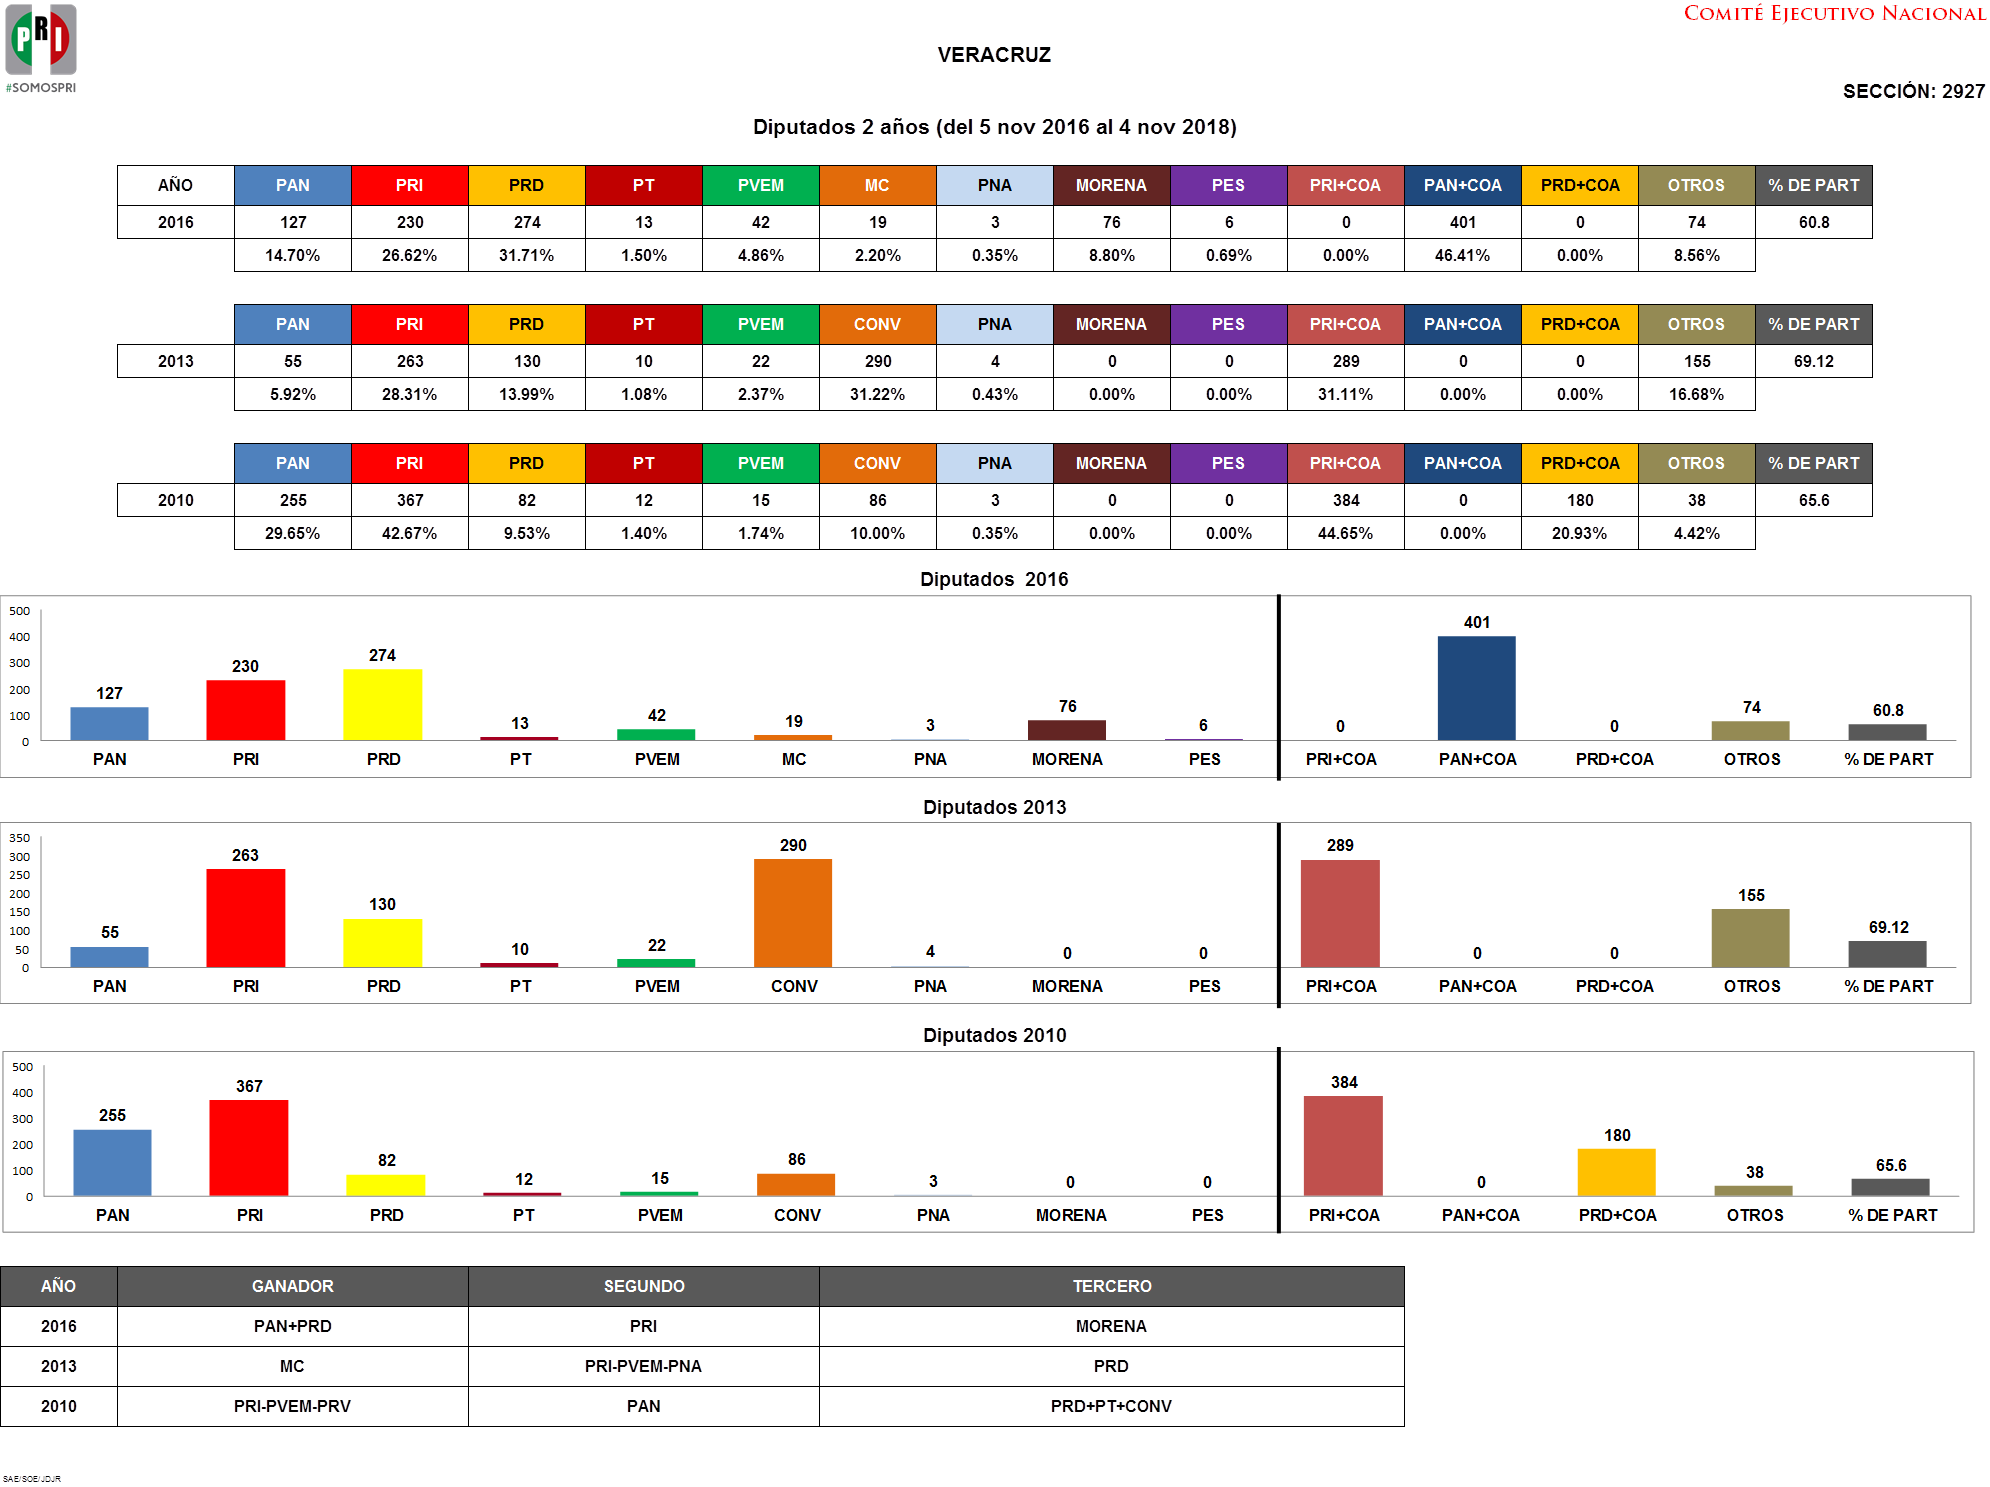 COMITÉ EJECUTIVO NACIONAL
PRI
#SOMOSPRI
VERACRUZ
SECCIÓN: 2927
Diputados 2 años (del 5 nov 2016 al 4 nov 2018)
AÑO PAN PRI PRD PT PVEM MC PNA MORENA PES PRI+COA PAN+COA PRD+COA OTROS % DE PART
2016 127 230 274 13 42 19 3 76 6 0 401 0 74 60.8
14.70% 26.62% 31.71% 1.50% 4.86% 2.20% 0.35% 8.80% 0.69% 0.00% 46.41% 0.00% 8.56%
PAN PRI PRD PT PVEM CONV PNA MORENA PES PRI+COA PAN+COA PRD+COA OTROS % DE PART
2013 55 263 130 10 22 290 4 0 0 289 0 0 155 69.12
5.92% 28.31% 13.99% 1.08% 2.37% 31.22% 0.43% 0.00% 0.00% 31.11% 0.00% 0.00% 16.68%
PAN PRI PRD PT PVEM CONV PNA MORENA PES PRI+COA PAN+COA PRD+COA OTROS % DE PART
2010 255 367 82 12 15 86 3 0 0 384 0 180 38 65.6
29.65% 42.67% 9.53% 1.40% 1.74% 10.00% 0.35% 0.00% 0.00% 44.65% 0.00% 20.93% 4.42%
Diputados 2016
500
400
300
200
100
0
127 230 274 13 42 19 3 76 6 0 401 0 74 60.8
PAN PRI PRD PT PVEM MC PNA MORENA PES PRI+COA PAN+COA PRD+COA OTROS % DE PART
Diputados 2013
350
300
250
200
150
100
50
0
55 263 130 10 22 290 4 0 0 289 0 0 155 69.12
PAN PRI PRD PT PVEM CONV PNA MORENA PES PRI+COA PAN+COA PRD+COA OTROS % DE PART
Diputados 2010
500
400
300
200
100
0
255 367 82 12 15 86 3 0 0 384 0 180 38 65.6
PAN PRI PRD PT PVEM CONV PNA MORENA PES PRI+COA PAN+COA PRD+COA OTROS % DE PART
AÑO GANADOR SEGUNDO TERCERO
2016 PAN+PRD PRI MORENA
2013 MC PRI-PVEM-PNA PRD
2010 PRI-PVEM-PRV PAN PRD+PT+CONV
SAE/SOE/JDJR